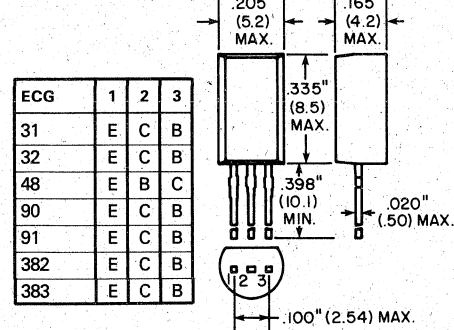 .205"
(5.2)
MAX.
.165
(4.2)
MAX.
ECG 1 2 3
31 E C B
32 E C B
48 E B C
90 E C B
91 E C B
382 E C B
383 E C B
.335"
(8.5)
MAX.
.398"
(10.1)
MIN.
.020"
(.50) MAX.
1 2 3
.100" (2.54) MAX.